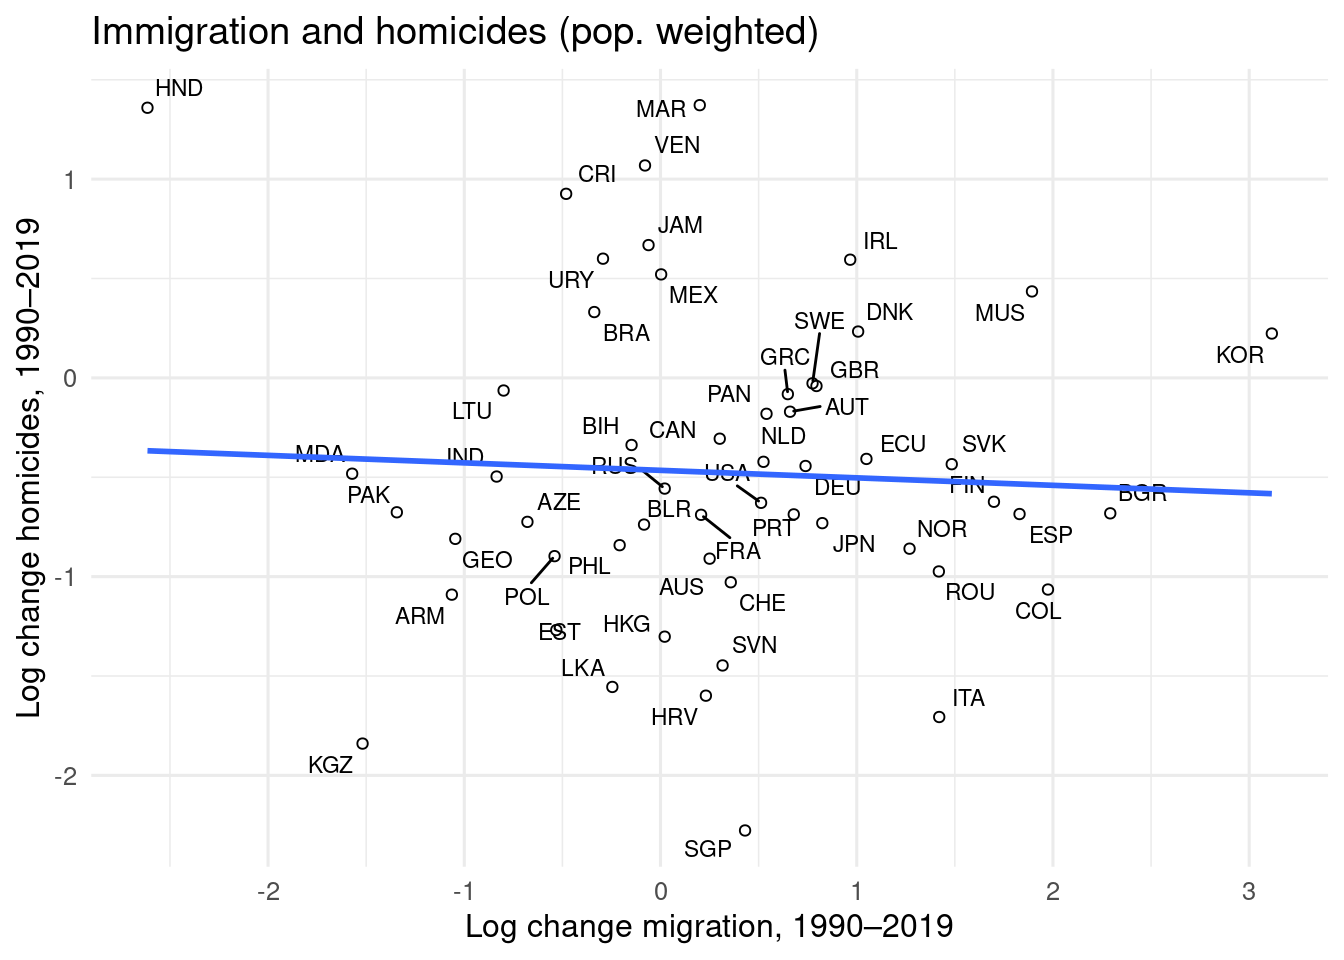 Immigration and homicides (pop. weighted)
HND
MAR
VEN
CRI
JAM
IRL
URY
MEX
MUS
SWE
DNK
BRA
GRC
KOR
GBR
PAN
AUT
LTU
BIH
CAN
NLD
ECU
SVK
MDA
IND
RUS
USA
DEU
FIN
BGR
PAK
AZE
BLR
PRT
NOR
ESP
JPN
FRA
GEO
PHL
AUS
POL
CHE
ROU
COL
ARM
HKG
EST
SVN
LKA
ITA
HRV
KGZ
SGP
1
0
-1
-2
Log change homicides, 1990–2019
-2
-1
0
1
2
3
Log change migration, 1990–2019